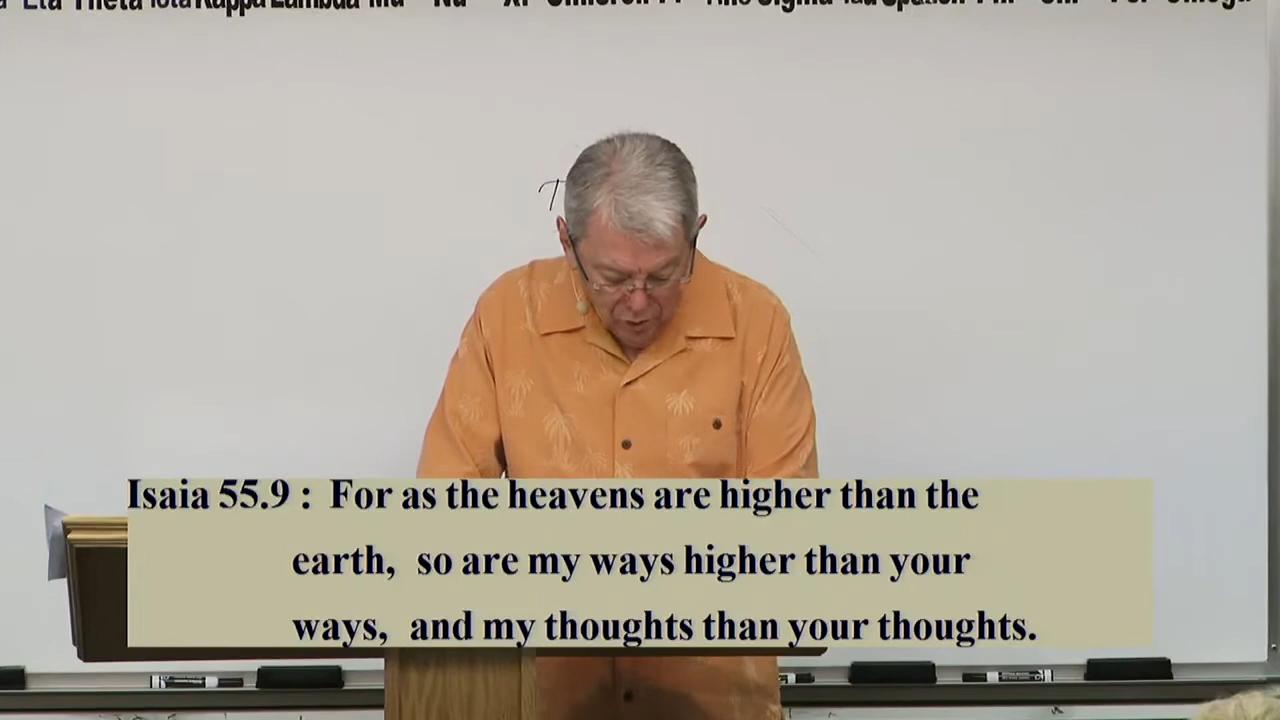 Eta Theta Iota Kappa Lambda Mu Nu Xi Omicron Pi Rho Sigma Tau Upsilon Phi Chi Psi Omega
T
Isaia 55.9 : For as the heavens are higher than the
earth, so are my ways higher than your
ways, and my thoughts than your thoughts.